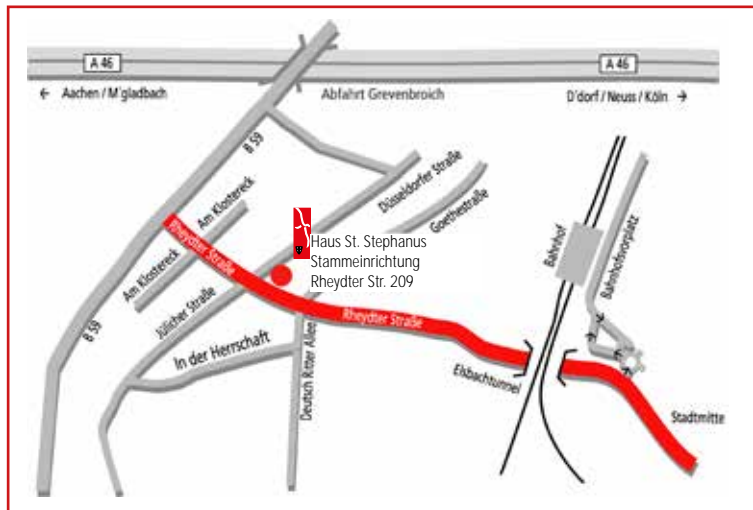 A 46
A 46
← Aachen / M'gladbach
Abfahrt Grevenbroich
D'dorf / Neuss / Köln →
B 59
Düsseldorfer Straße
Goethestraße
Am Klostereck
Am Klostereck
Rheydter Straße
Haus St. Stephanus
Stammeinrichtung
Rheydter Str. 209
Bahnhof
Bahnhofsvorplatz
Jülicher Straße
B 59
Rheydter Straße
In der Herrschaft
Deutsch Ritter Allee
Elsbachtunnel
Stadtmitte